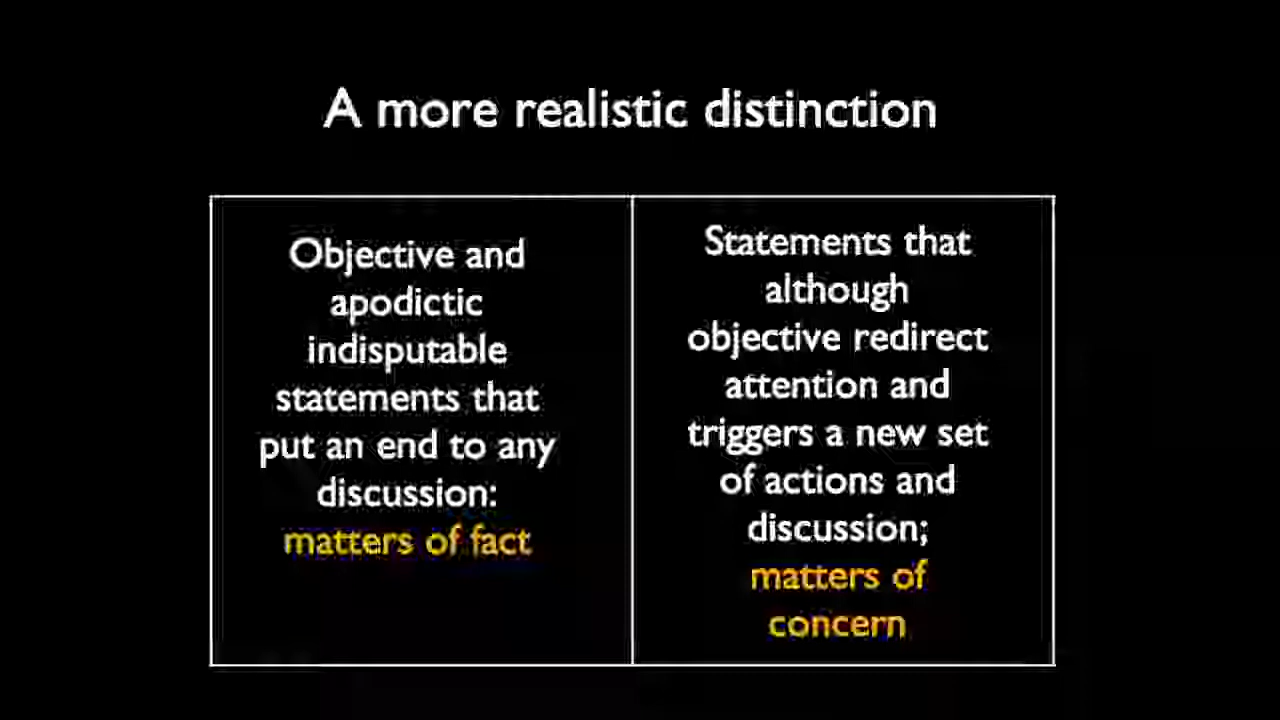 A more realistic distinction
Objective and
apodictic
indisputable
statements that
put an end to any
discussion:
matters of fact
Statements that
although
objective redirect
attention and
triggers a new set
of actions and
discussion;
matters of
concern